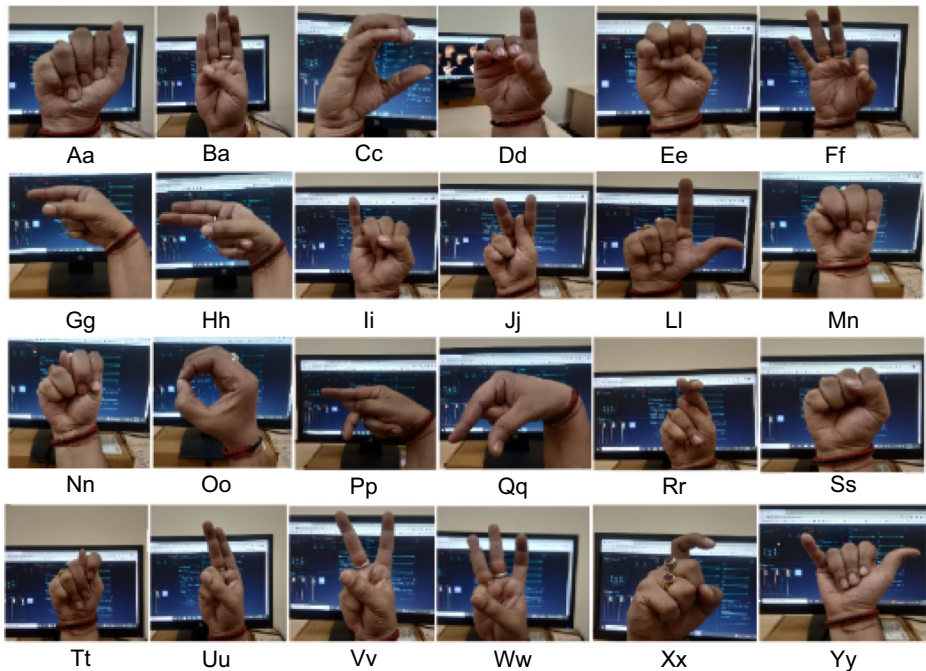 Aa Ba Cc Dd Ee Ff
Gg Hh Ii Jj Ll Mn
Nn Oo Pp Qq Rr Ss
Tt Uu Vv Ww Xx Yy